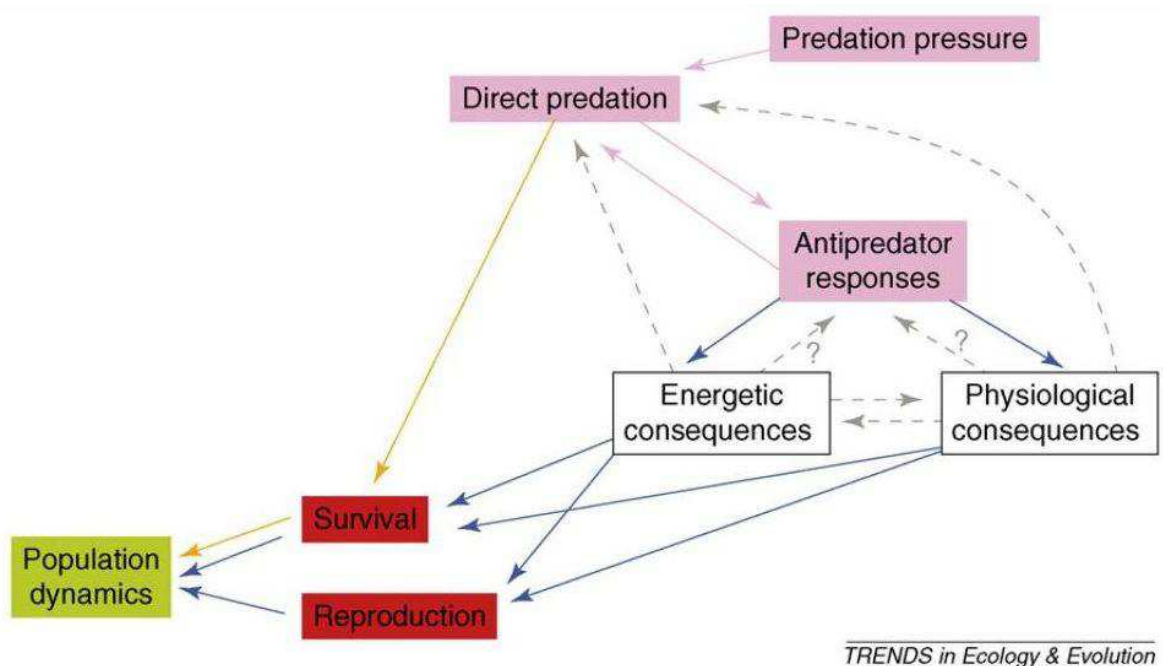 Predation pressure
Direct predation
Antipredator
responses
?
?
Energetic
consequences
Physiological
consequences
Survival
Population
dynamics
Reproduction
TRENDS in Ecology & Evolution